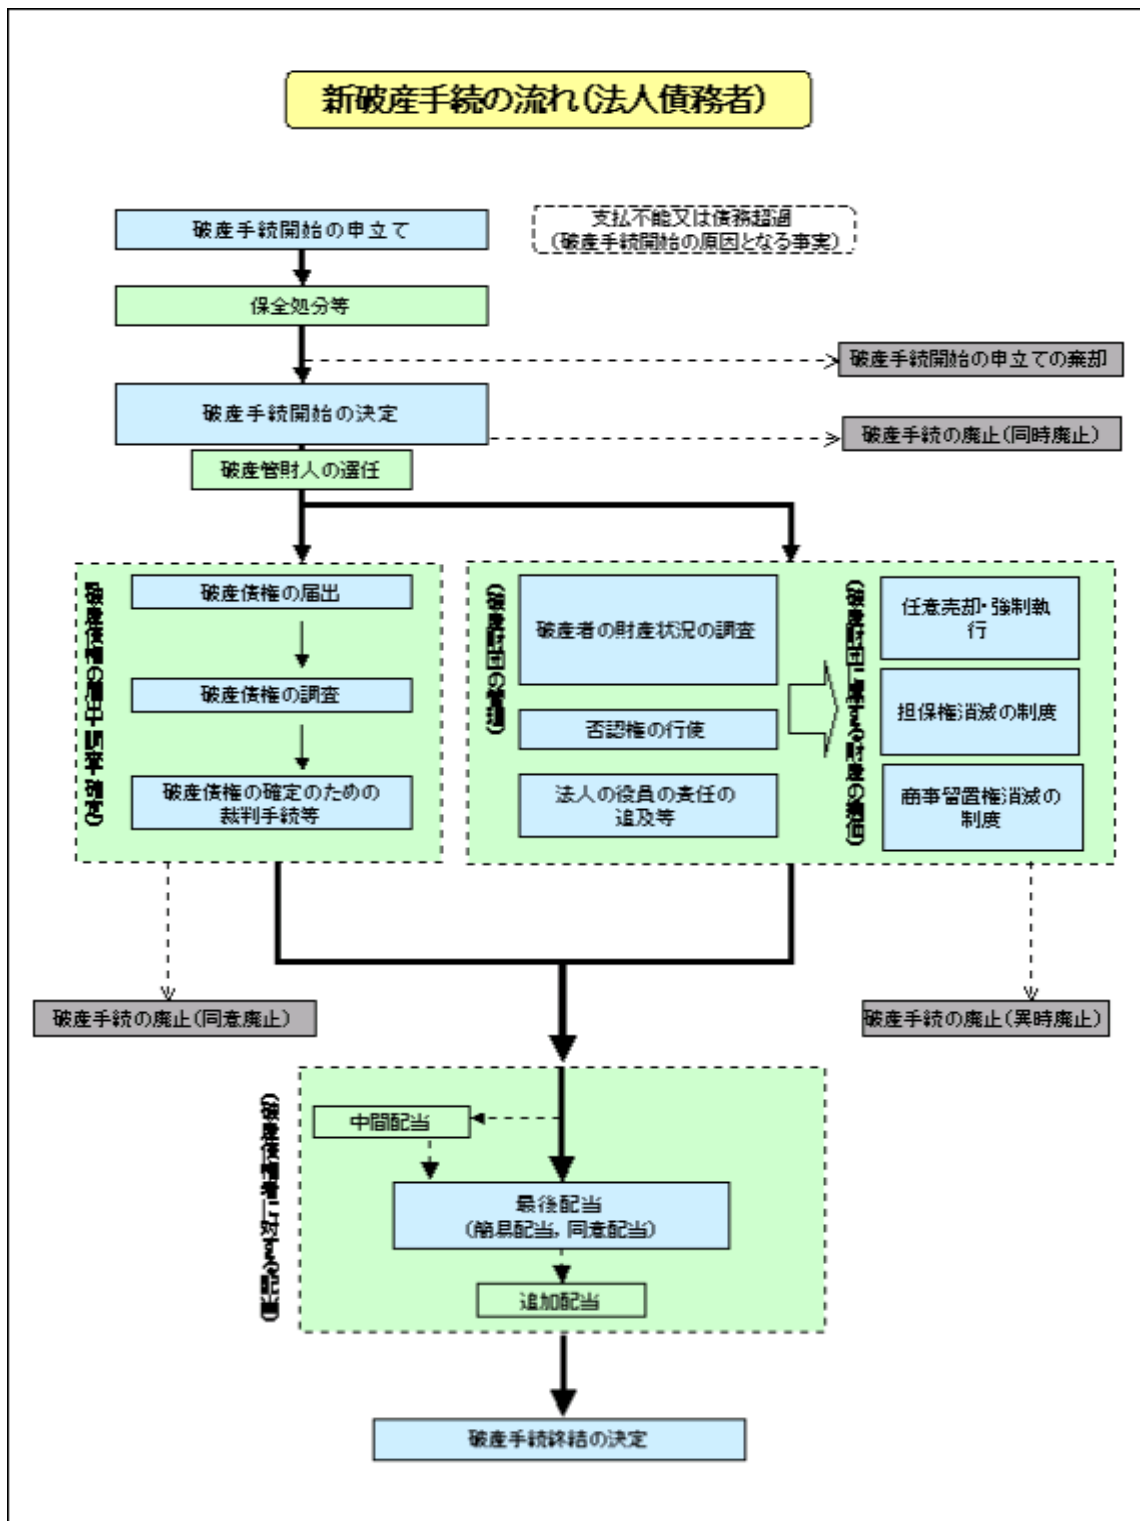 新破産手続の流れ(法人債務者)
破産手続開始の申立て
支払不能又は債務超過
(破産手続開始の原因となる事実)
保全処分等
破産手続開始の申立ての棄却
破産手続開始の決定
破産手続の廃止(同時廃止)
破産管財人の選任
(破産債権の届出・調査・確定)
破産債権の届出
破産債権の調査
破産債権の確定のための
裁判手続等
(破産財団の管理)
破産者の財産状況の調査
否認権の行使
法人の役員の責任の
追及等
(破産財団に属する財産の換価)
任意売却・強制執
行
担保権消滅の制度
商事留置権消滅の
制度
破産手続の廃止(同意廃止)
破産手続の廃止(異時廃止)
(破産債権者に対する配当)
中間配当
最後配当
(簡易配当, 同意配当)
追加配当
破産手続終結の決定